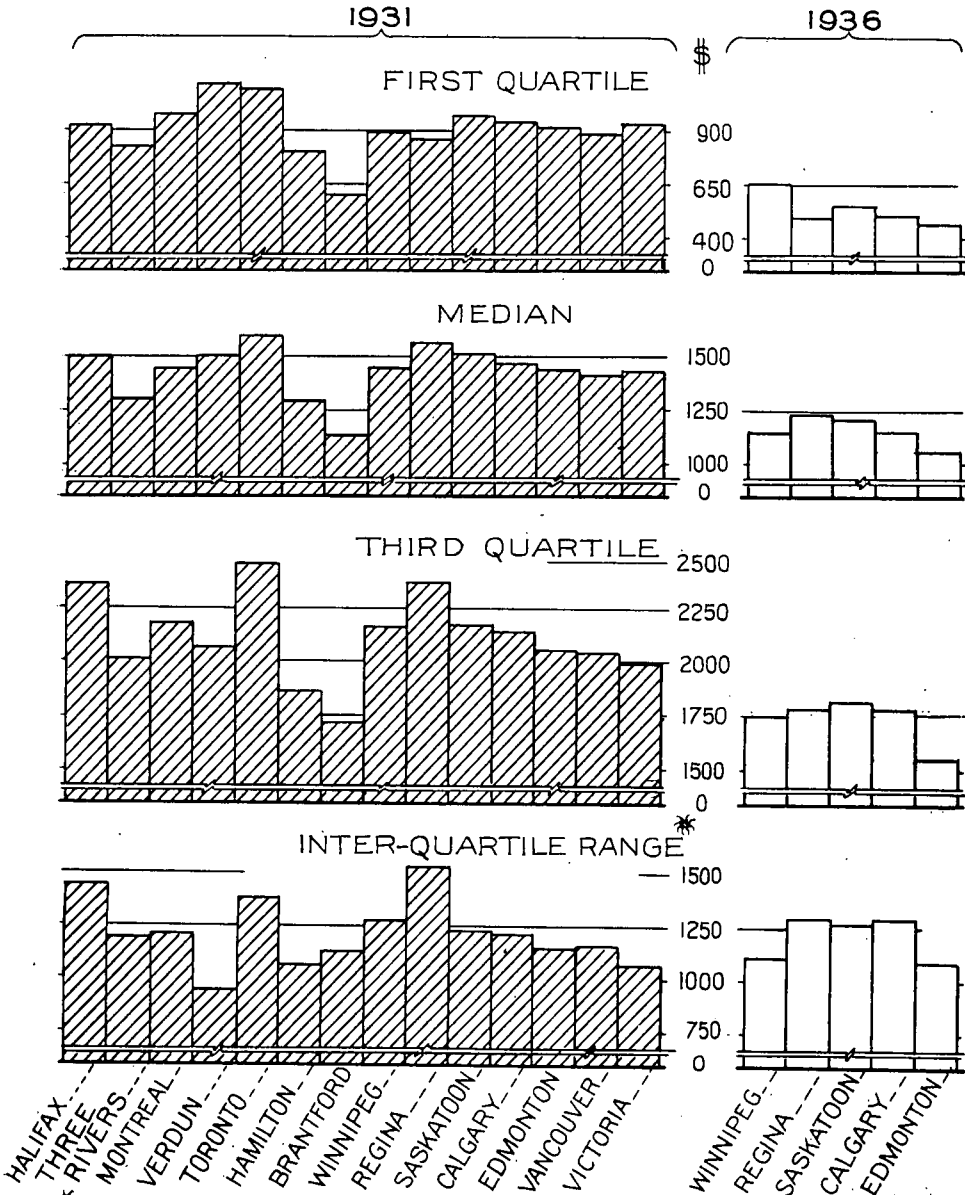 1931
1936
$
FIRST QUARTILE
900
650
400
0
MEDIAN
1500
1250
1000
0
THIRD QUARTILE
2500
2250
2000
1750
1500
0
INTER-QUARTILE RANGE*
1500
1250
1000
750
0
HALIFAX
THREE
RIVERS
MONTREAL
VERDUN
TORONTO
HAMILTON
BRANTFORD
WINNIPEG
REGINA
SASKATOON
CALGARY
EDMONTON
VANCOUVER
VICTORIA
WINNIPEG
REGINA
SASKATOON
CALGARY
EDMONTON